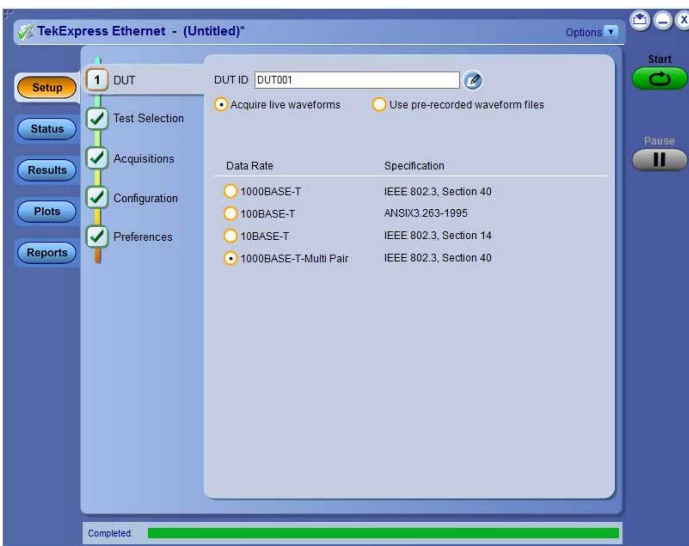 TekExpress Ethernet - (Untitled)*
Options
Start
Pause
Setup
Status
Results
Plots
Reports
1 DUT
Test Selection
Acquisitions
Configuration
Preferences
DUT ID DUT001
Acquire live waveforms Use pre-recorded waveform files
Data Rate Specification
1000BASE-T IEEE 802.3, Section 40
100BASE-T ANSIX3.263-1995
10BASE-T IEEE 802.3, Section 14
1000BASE-T-Multi Pair IEEE 802.3, Section 40
Completed.